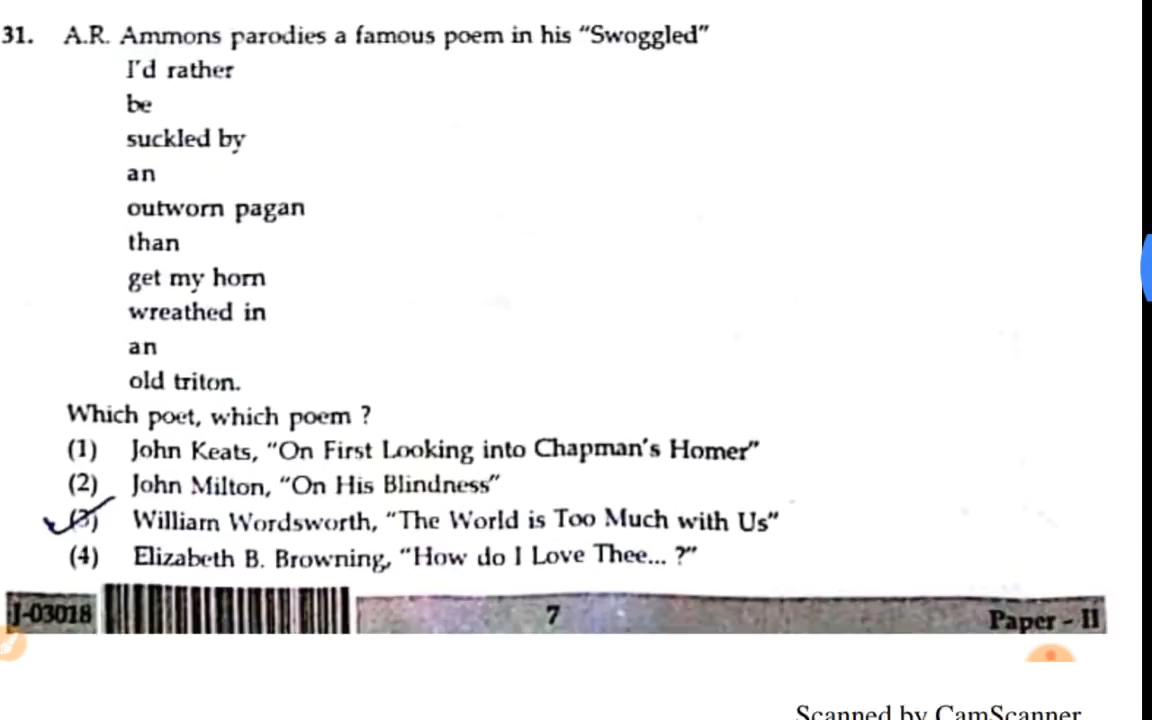 31. A.R. Ammons parodies a famous poem in his "Swoggled"
I'd rather
be
suckled by
an
outworn pagan
than
get my horn
wreathed in
an
old triton.
Which poet, which poem ?
(1) John Keats, "On First Looking into Chapman's Homer"
(2) John Milton, "On His Blindness"
(3) William Wordsworth, "The World is Too Much with Us"
(4) Elizabeth B. Browning, "How do I Love Thee... ?"
J-03018 7 Paper - II
Scanned by CamScanner